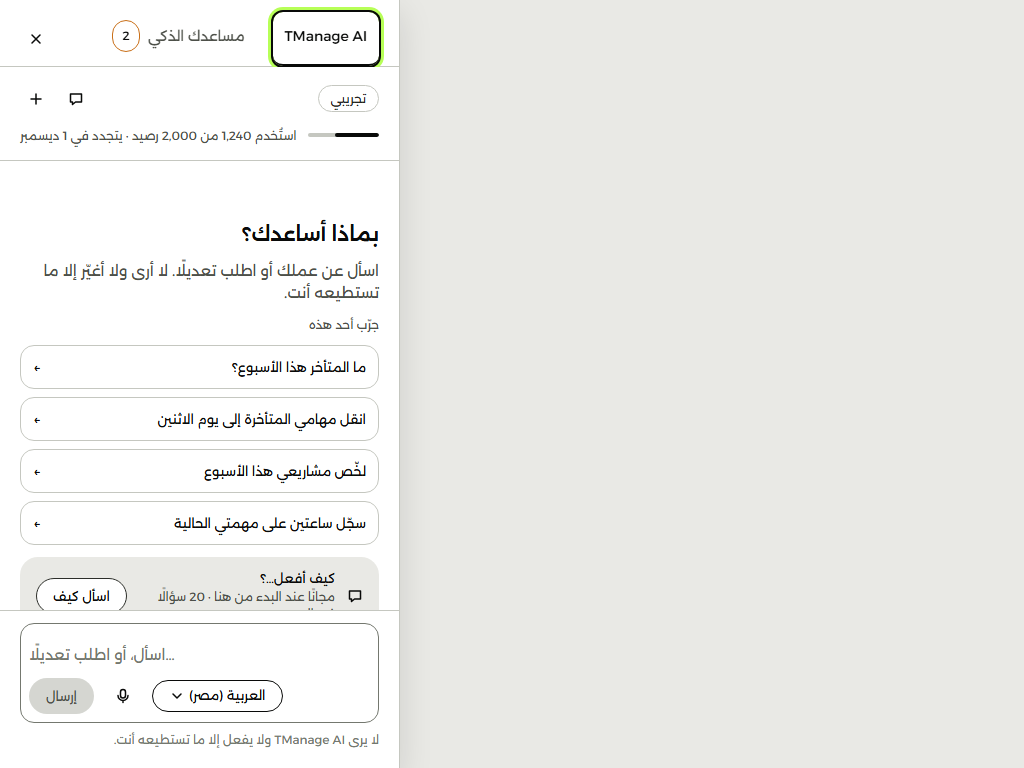 TManage AI
مساعدك الذكي
2
تجريبي
استُخدم 1,240 من 2,000 رصيد · يتجدد في 1 ديسمبر
بماذا أساعدك؟
اسأل عن عملك أو اطلب تعديلًا. لا أرى ولا أغيّر إلا ما
تستطيعه أنت.
جرّب أحد هذه
ما المتأخر هذا الأسبوع؟
انقل مهامي المتأخرة إلى يوم الاثنين
لخّص مشاريعي هذا الأسبوع
سجّل ساعتين على مهمتي الحالية
كيف أفعل...؟
مجانًا عند البدء من هنا · 20 سؤالًا
اسأل كيف
اسأل، أو اطلب تعديلًا...
العربية (مصر)
إرسال
لا يرى TManage AI ولا يفعل إلا ما تستطيعه أنت.